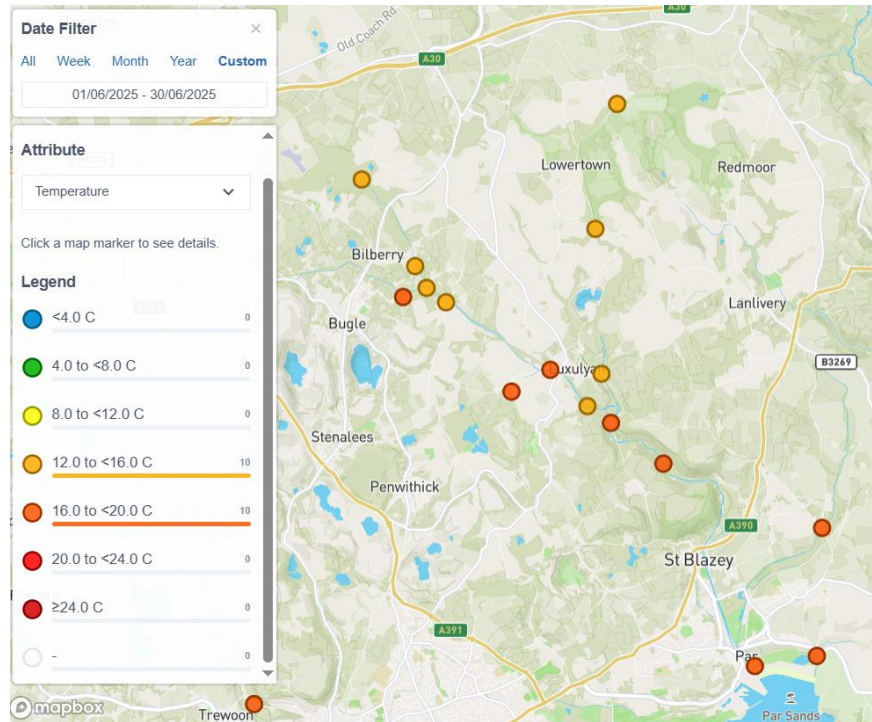 Date Filter ×
All Week Month Year Custom
01/06/2025 - 30/06/2025
Attribute
Temperature
Click a map marker to see details.
Legend
<4.0 C 0
4.0 to <8.0 C 0
8.0 to <12.0 C 0
12.0 to <16.0 C 10
16.0 to <20.0 C 10
20.0 to <24.0 C 0
≥24.0 C 0
- 0
mapbox
A30
Old Coach Rd
A30
Lowertown
Redmoor
Bilberry
Lanlivery
Bugle
B3269
Luxulyan
Stenalees
Penwithick
A390
St Blazey
A391
Par
Trewoon
Par Sands